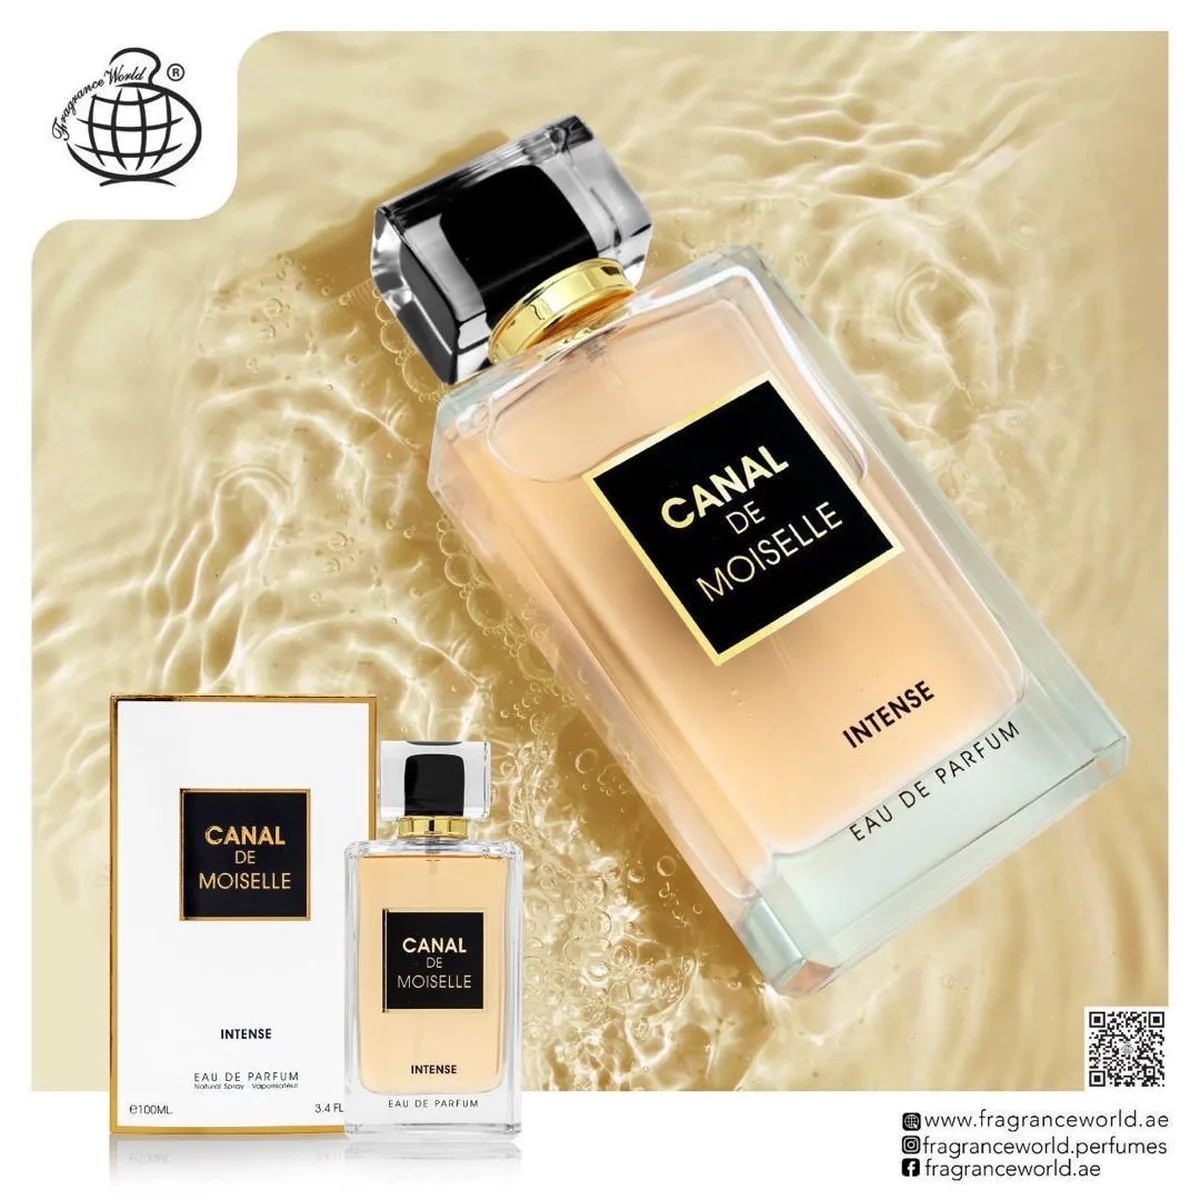 Fragrance World ®
CANAL
DE
MOISELLE
INTENSE
EAU DE PARFUM
CANAL
DE
MOISELLE
INTENSE
EAU DE PARFUM
Natural Spray - Vaporisateur
℮100ML.
3.4 FL
CANAL
DE
MOISELLE
INTENSE
EAU DE PARFUM
www.fragranceworld.ae
fragranceworld.perfumes
fragranceworld.ae